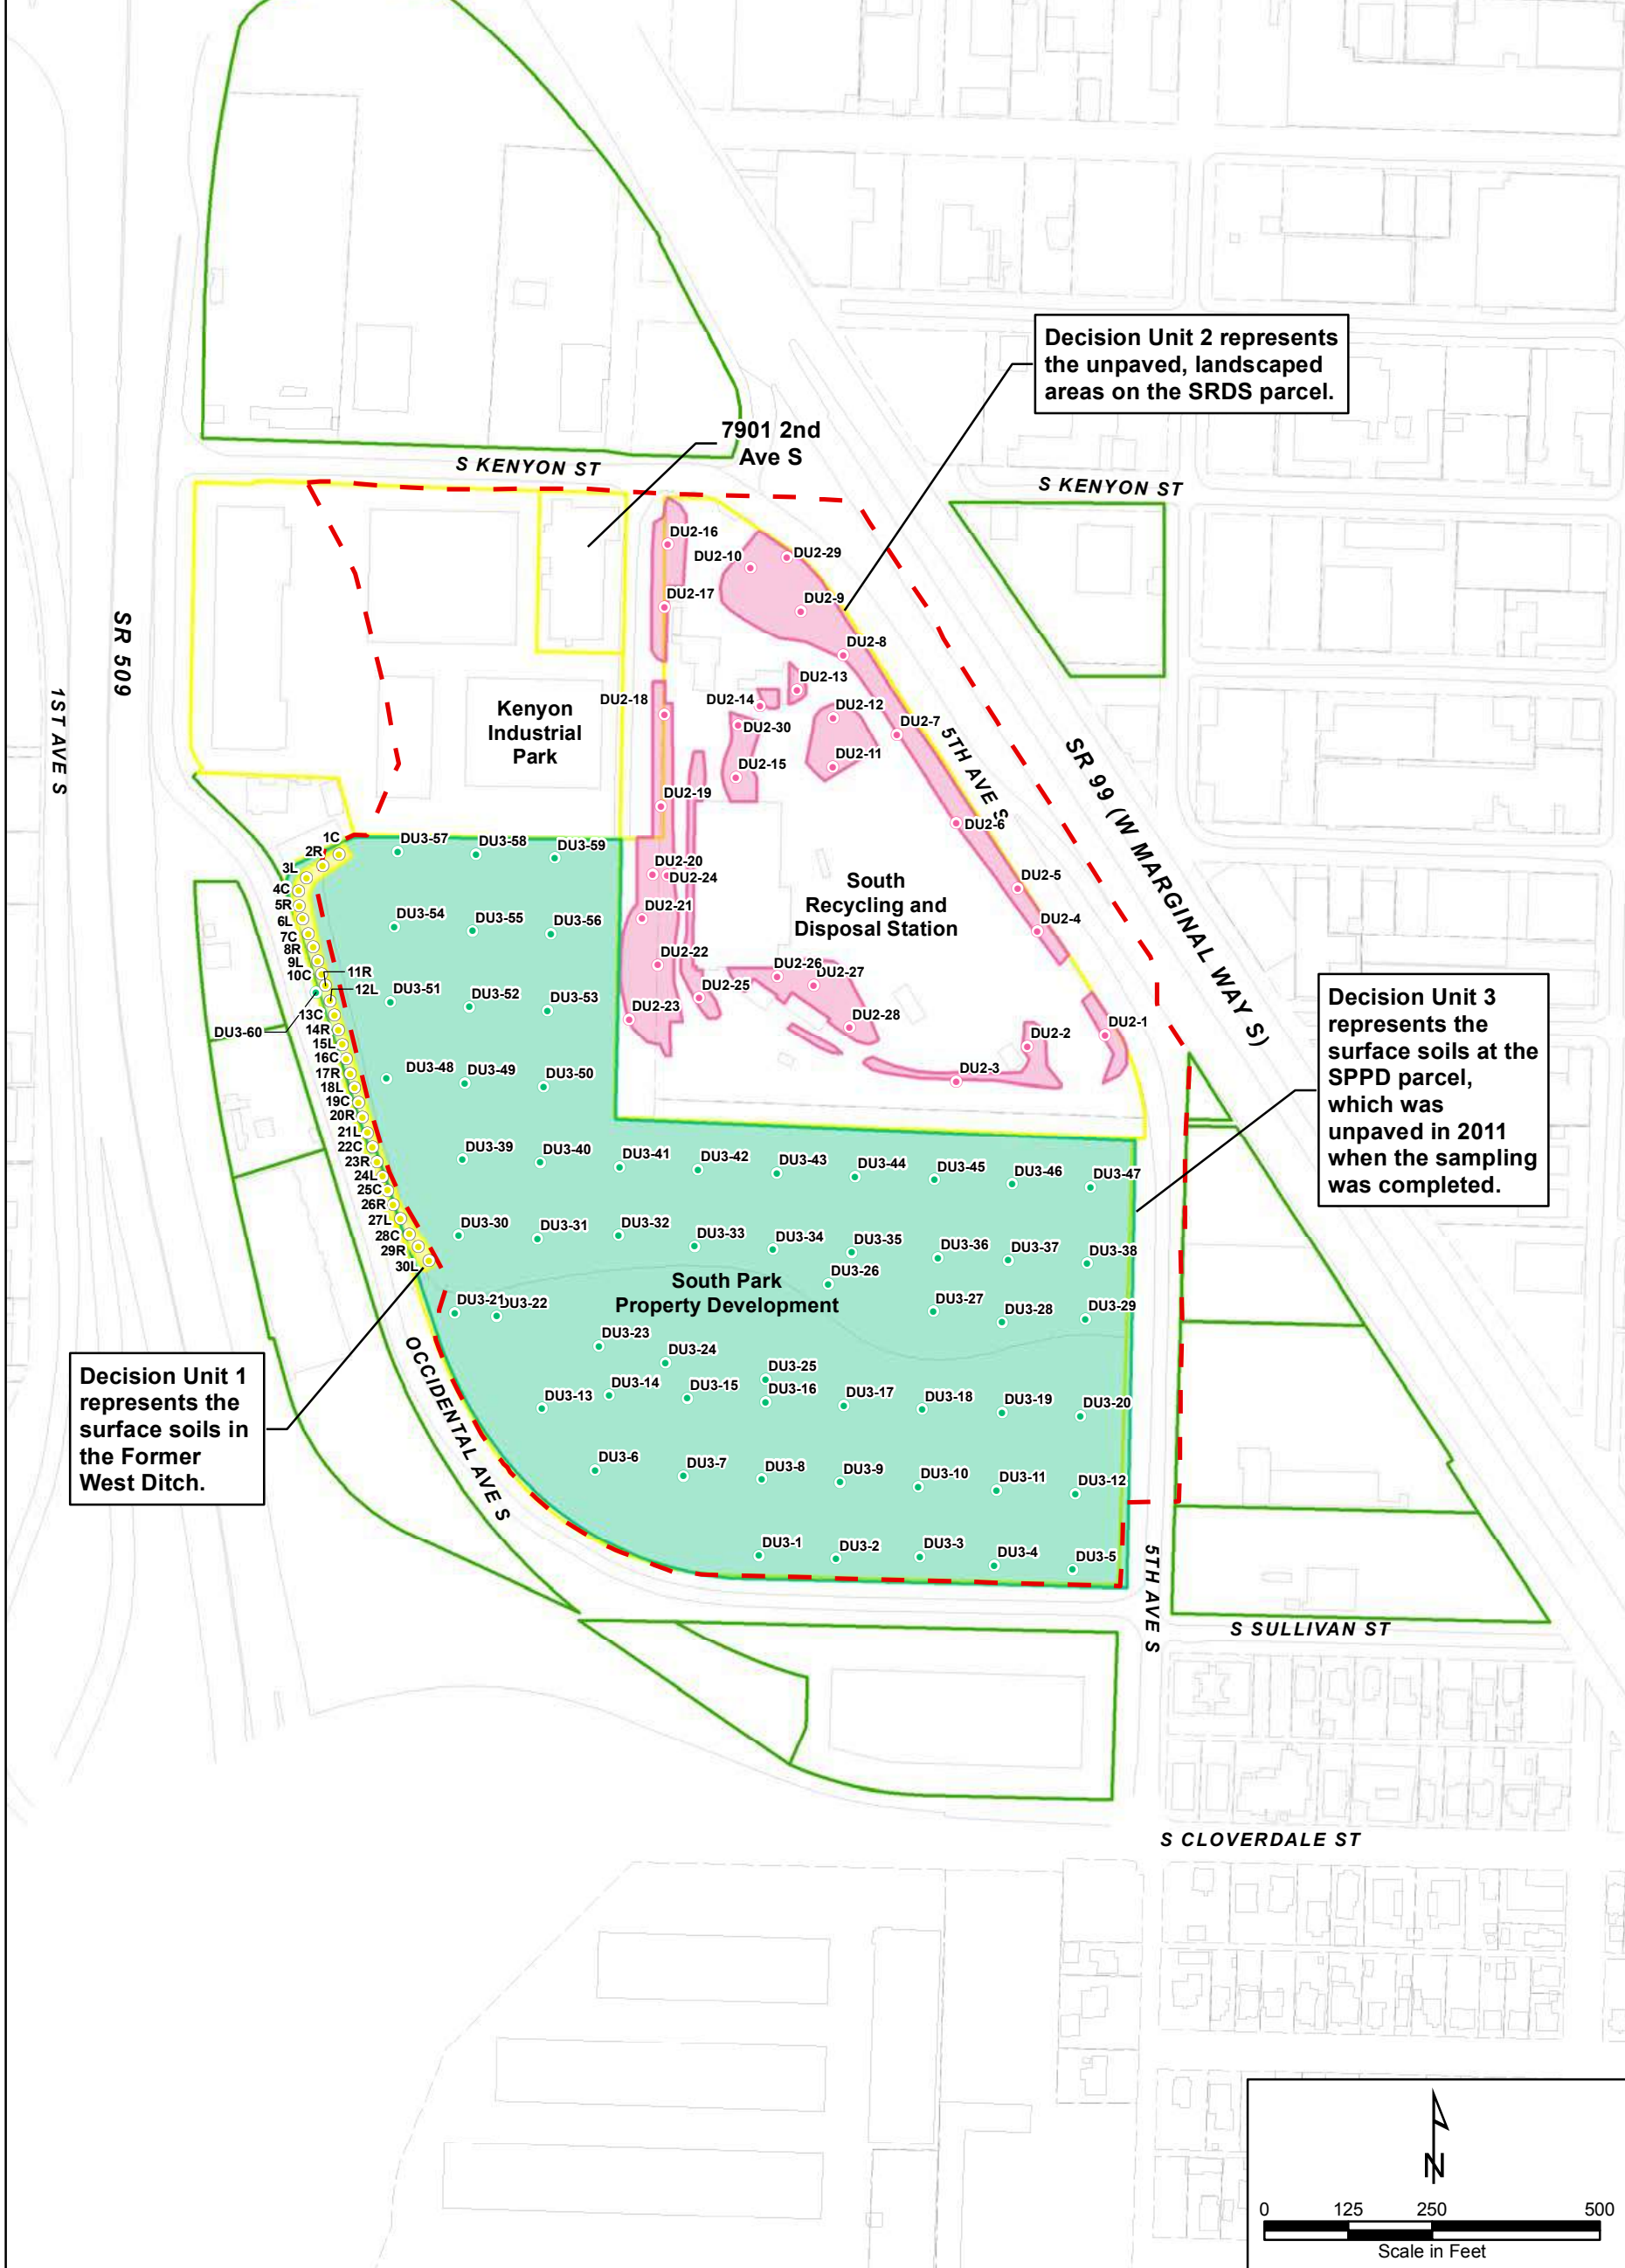 Decision Unit 2 represents
the unpaved, landscaped
areas on the SRDS parcel.
7901 2nd
Ave S
S KENYON ST
S KENYON ST
SR 509
1ST AVE S
DU2-16
DU2-10
DU2-29
DU2-17
DU2-9
DU2-8
DU2-13
DU2-18
DU2-14
DU2-12
DU2-30
DU2-7
DU2-11
DU2-15
5TH AVE S
SR 99 (W MARGINAL WAY S)
Kenyon
Industrial
Park
DU2-19
DU2-6
DU2-20
DU2-24
DU2-5
DU2-21
DU2-4
South
Recycling and
Disposal Station
DU2-22
DU2-26
DU2-27
DU2-25
DU2-23
DU2-28
DU2-2
DU2-1
DU2-3
1C
2R
3L
4C
5R
6L
7C
8R
9L
10C
11R
12L
13C
14R
15L
16C
17R
18L
19C
20R
21L
22C
23R
24L
25C
26R
27L
28C
29R
30L
DU3-60
DU3-57
DU3-58
DU3-59
DU3-54
DU3-55
DU3-56
DU3-51
DU3-52
DU3-53
DU3-48
DU3-49
DU3-50
Decision Unit 3
represents the
surface soils at the
SPPD parcel,
which was
unpaved in 2011
when the sampling
was completed.
DU3-39
DU3-40
DU3-41
DU3-42
DU3-43
DU3-44
DU3-45
DU3-46
DU3-47
DU3-30
DU3-31
DU3-32
DU3-33
DU3-34
DU3-35
DU3-36
DU3-37
DU3-38
DU3-26
South Park
Property Development
DU3-21
DU3-22
DU3-27
DU3-28
DU3-29
DU3-23
DU3-24
DU3-25
DU3-13
DU3-14
DU3-15
DU3-16
DU3-17
DU3-18
DU3-19
DU3-20
Decision Unit 1
represents the
surface soils in
the Former
West Ditch.
OCCIDENTAL AVE S
DU3-6
DU3-7
DU3-8
DU3-9
DU3-10
DU3-11
DU3-12
DU3-1
DU3-2
DU3-3
DU3-4
DU3-5
5TH AVE S
S SULLIVAN ST
S CLOVERDALE ST
N
0 125 250 500
Scale in Feet